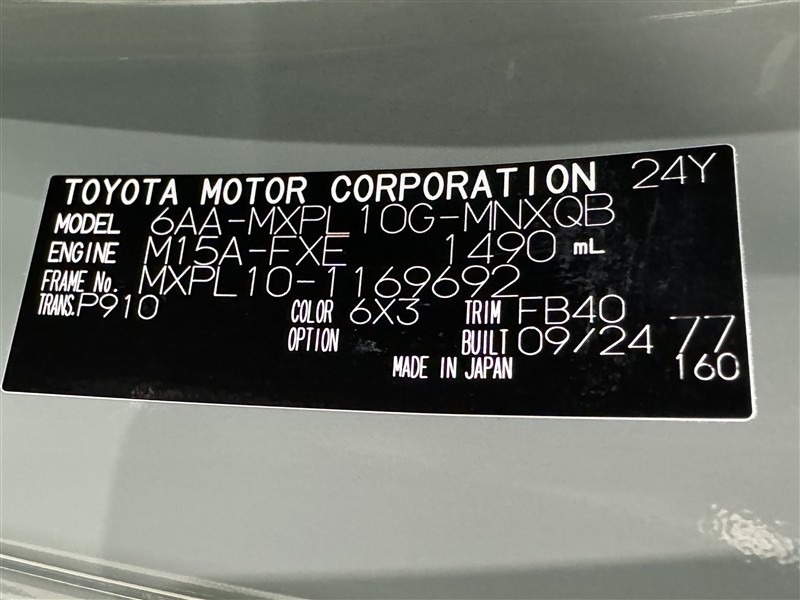 TOYOTA MOTOR CORPORATION 24Y
MODEL 6AA-MXPL10G-MNXQB
ENGINE M15A-FXE 1490 mL
FRAME No. MXPL10-1169692
TRANS. P910 COLOR 6X3 TRIM FB40
OPTION BUILT 09/24 77
MADE IN JAPAN 160